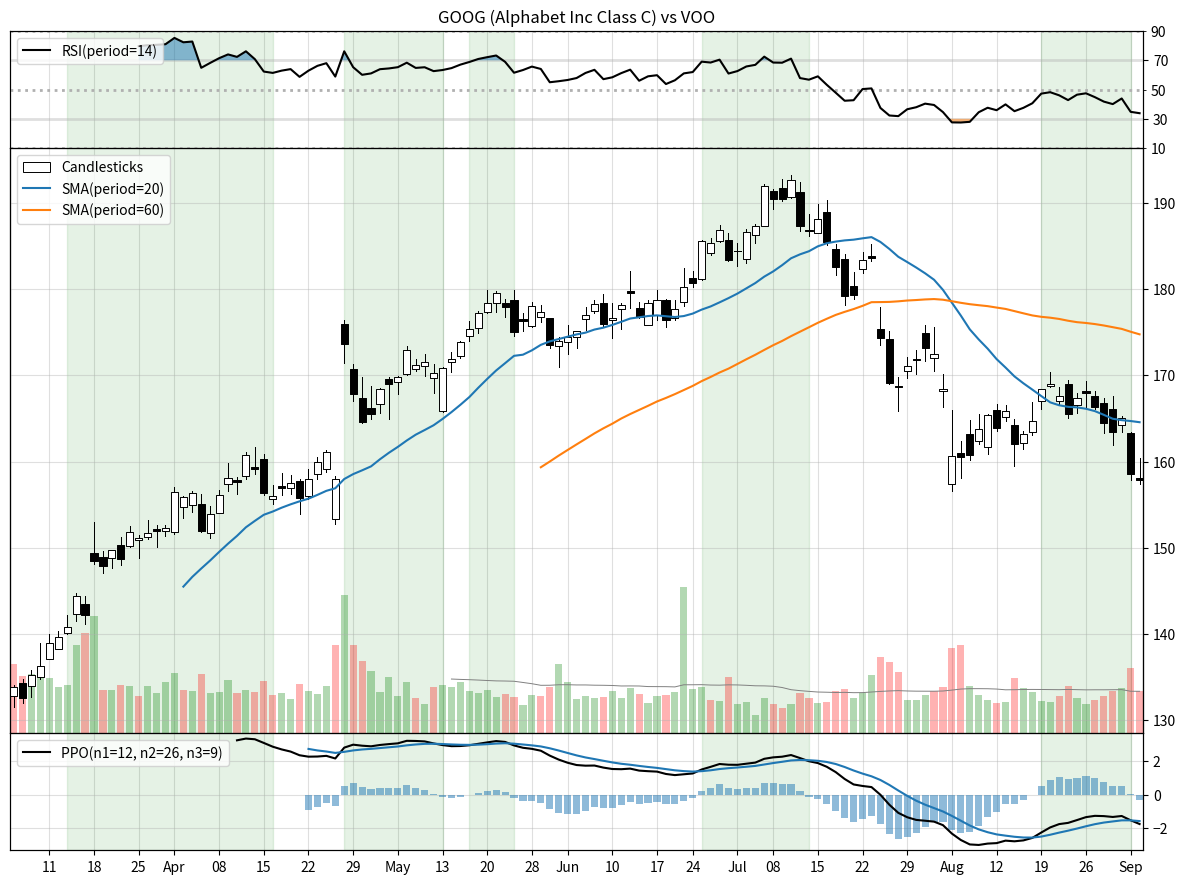 GOOG (Alphabet Inc Class C) vs VOO
RSI(period=14)
90
70
50
30
10
Candlesticks
SMA(period=20)
SMA(period=60)
190
180
170
160
150
140
130
PPO(n1=12, n2=26, n3=9)
2
0
−2
11 18 25 Apr 08 15 22 29 May 13 20 28 Jun 10 17 24 Jul 08 15 22 29 Aug 12 19 26 Sep